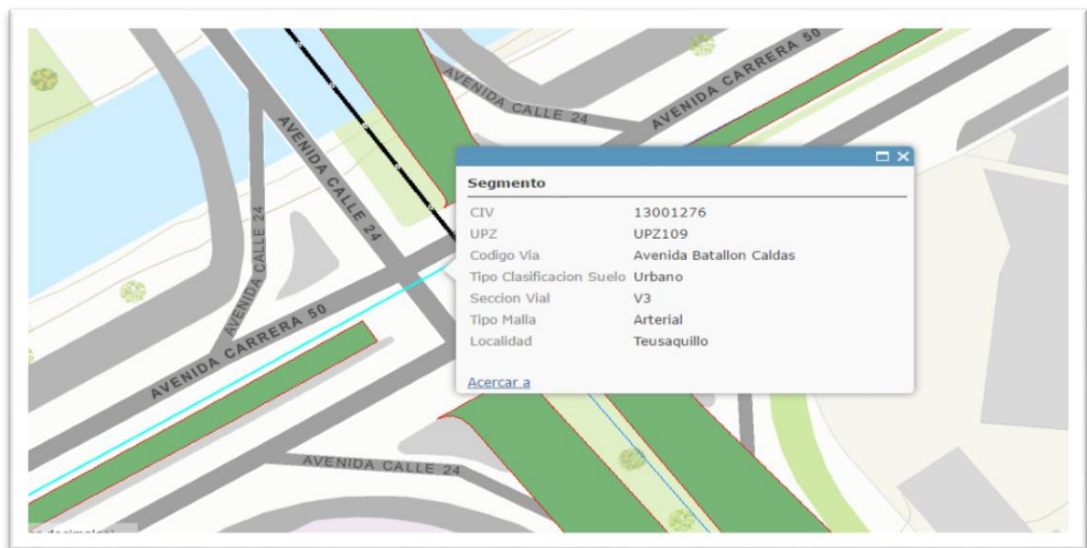 AVENIDA CARRERA 50
AVENIDA CALLE 24
AVENIDA CALLE 24
AVENIDA CALLE 24
AVENIDA CARRERA 50
AVENIDA CALLE 24
Segmento
CIV 13001276
UPZ UPZ109
Codigo Via Avenida Batallon Caldas
Tipo Clasificacion Suelo Urbano
Seccion Vial V3
Tipo Malla Arterial
Localidad Teusaquillo
Acercar a